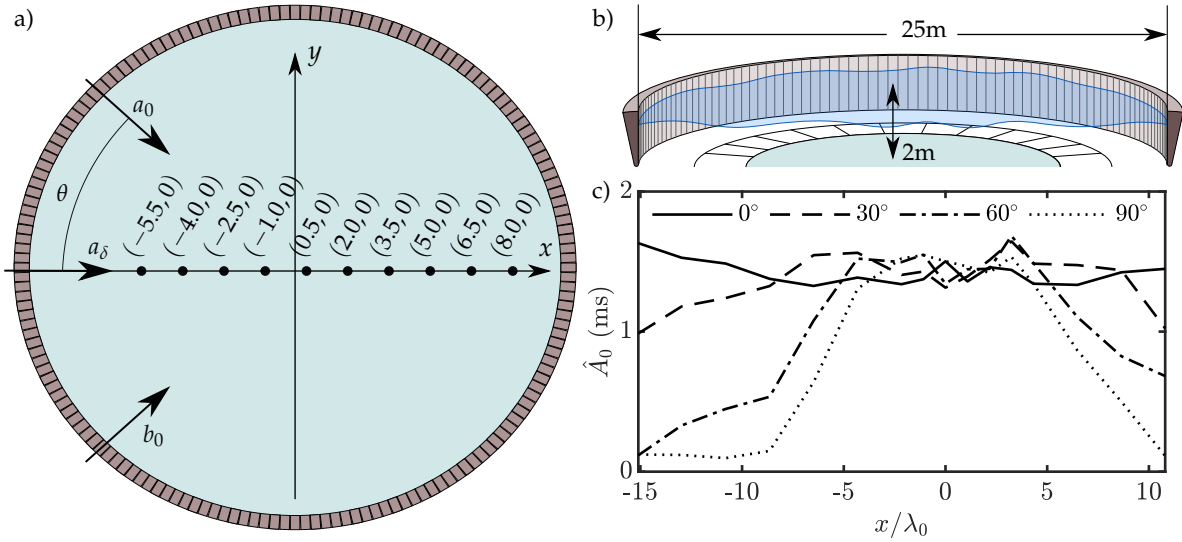 a)
y
a₀
θ
(−5.5, 0)
(−4.0, 0)
(−2.5, 0)
(−1.0, 0)
(0.5, 0)
(2.0, 0)
(3.5, 0)
(5.0, 0)
(6.5, 0)
(8.0, 0)
x
a_δ
b₀
b)
25m
2m
c)
0° 30° 60° 90°
2
1
0
Â₀ (ms)
-15 -10 -5 0 5 10
x/λ₀